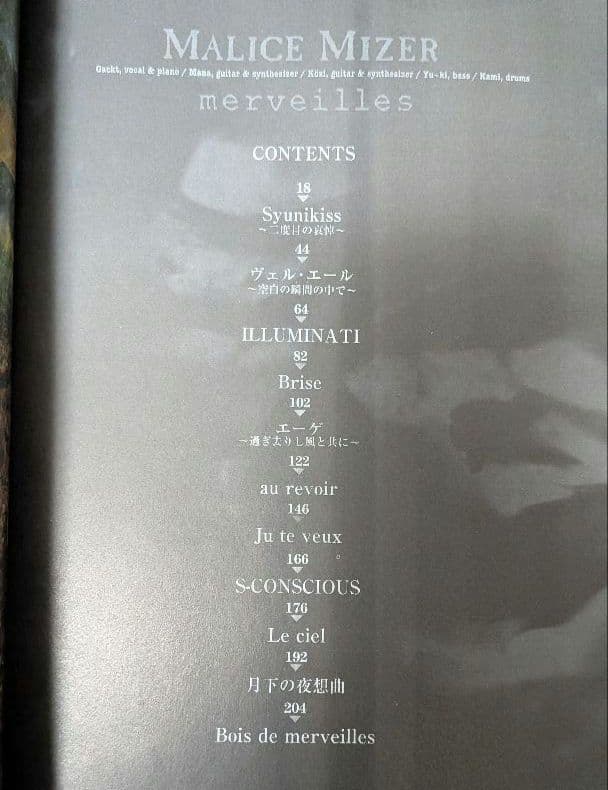 MALICE MIZER
Gackt, vocal & piano / Mana, guitar & synthesizer / Közi, guitar & synthesizer / Yu~ki, bass / Kami, drums
merveilles
CONTENTS
18
Syunikiss
～二度目の哀悼～
44
ヴェル・エール
～空白の瞬間の中で～
64
ILLUMINATI
82
Brise
102
エーゲ
～過ぎ去りし風と共に～
122
au revoir
146
Ju te veux
166
S-CONSCIOUS
176
Le ciel
192
月下の夜想曲
204
Bois de merveilles